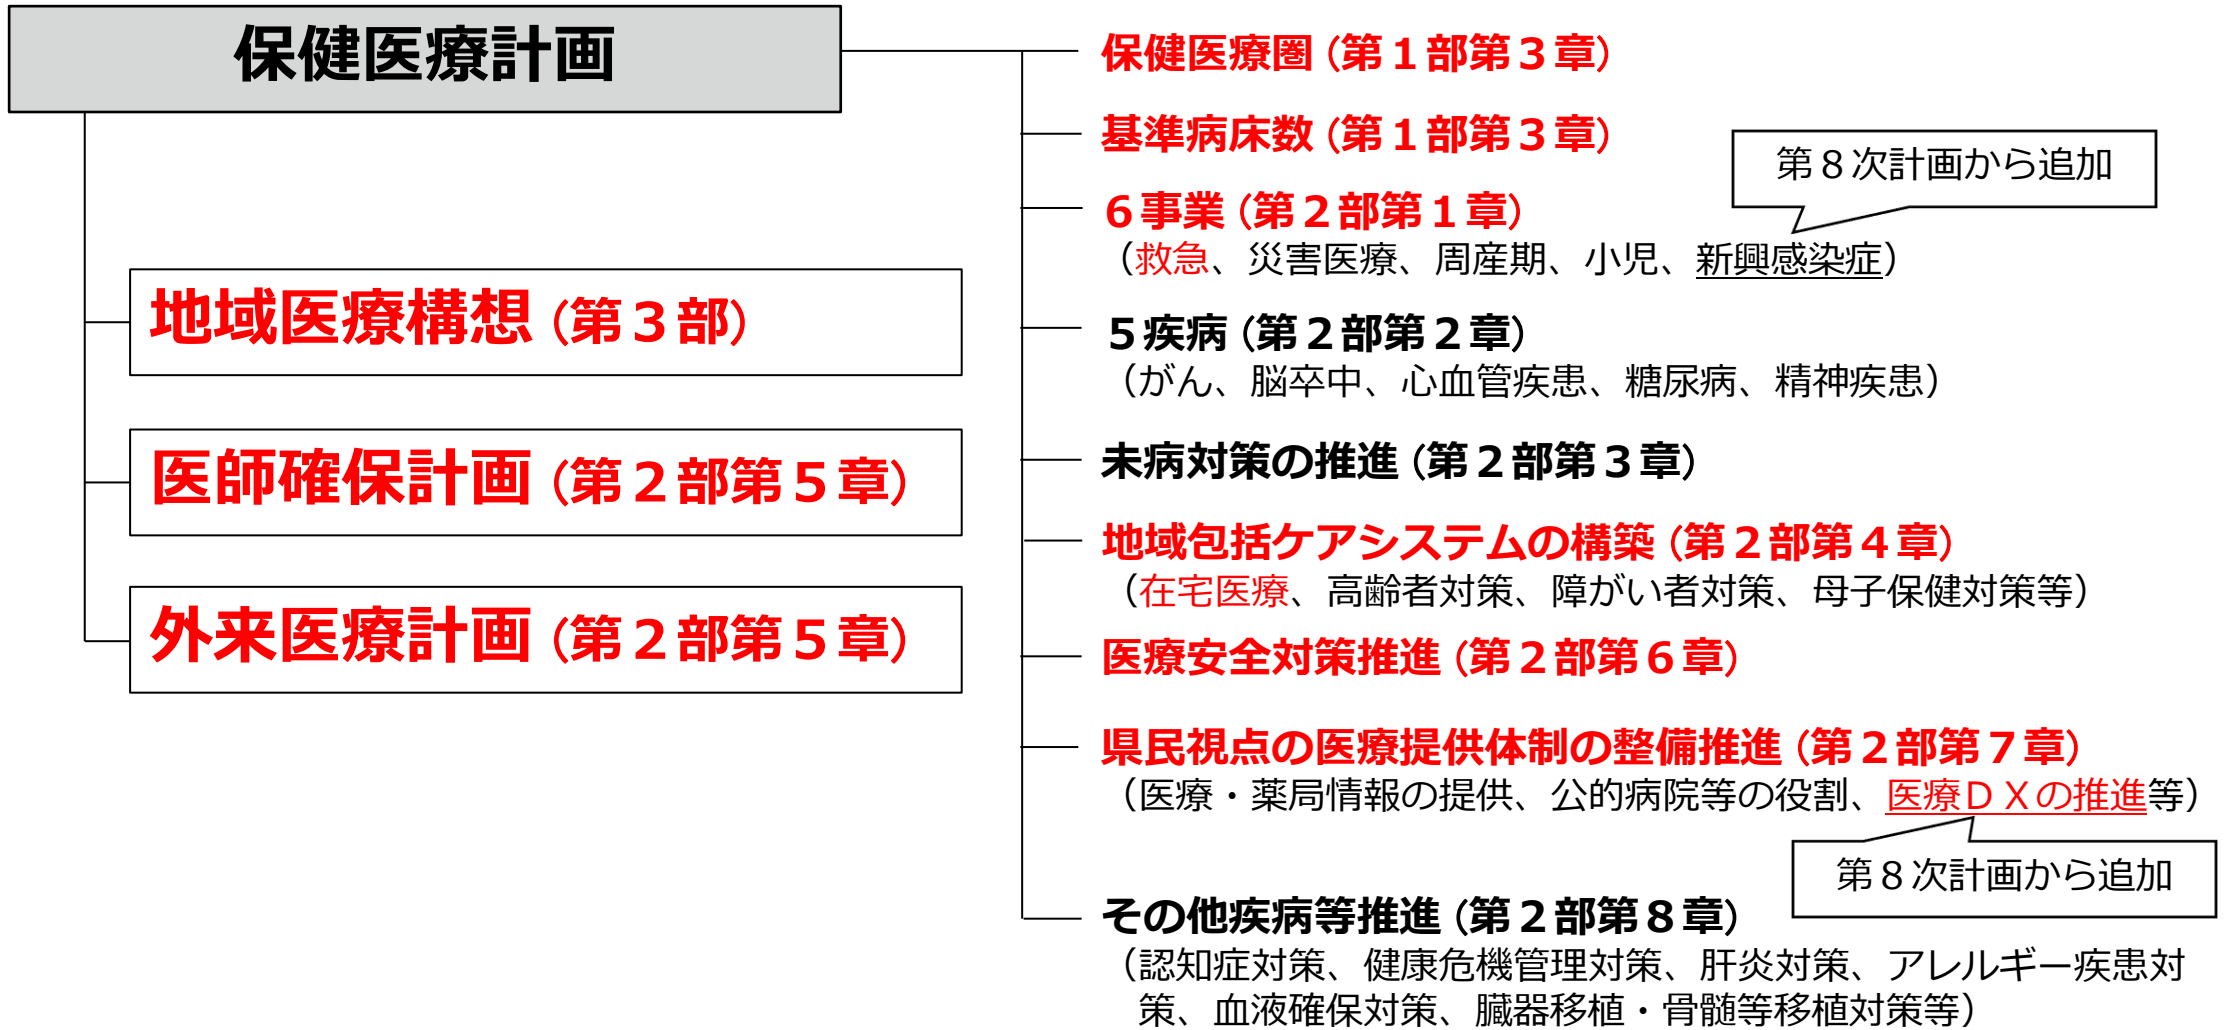 保健医療計画
地域医療構想（第３部）
医師確保計画（第２部第５章）
外来医療計画（第２部第５章）
保健医療圏（第１部第３章）
基準病床数（第１部第３章）
第８次計画から追加
６事業（第２部第１章）
（救急、災害医療、周産期、小児、新興感染症）
５疾病（第２部第２章）
（がん、脳卒中、心血管疾患、糖尿病、精神疾患）
未病対策の推進（第２部第３章）
地域包括ケアシステムの構築（第２部第４章）
（在宅医療、高齢者対策、障がい者対策、母子保健対策等）
医療安全対策推進（第２部第６章）
県民視点の医療提供体制の整備推進（第２部第７章）
（医療・薬局情報の提供、公的病院等の役割、医療ＤＸの推進等）
第８次計画から追加
その他疾病等推進（第２部第８章）
（認知症対策、健康危機管理対策、肝炎対策、アレルギー疾患対
策、血液確保対策、臓器移植・骨髄等移植対策等）